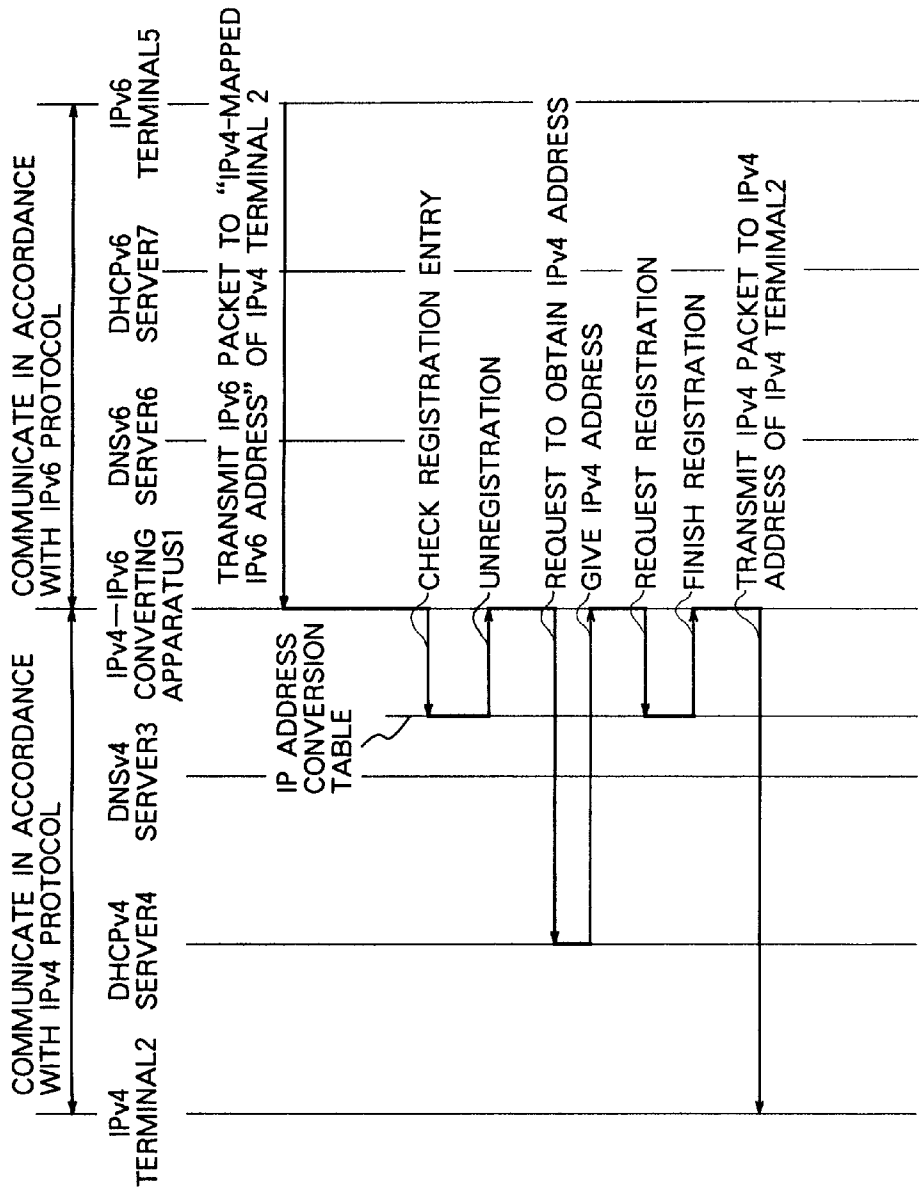 COMMUNICATE IN ACCORDANCE
WITH IPv4 PROTOCOL
COMMUNICATE IN ACCORDANCE
WITH IPv6 PROTOCOL
IPv4
TERMINAL2
DHCPv4
SERVER4
DNSv4
SERVER3
IPv4—IPv6
CONVERTING
APPARATUS1
DNSv6
SERVER6
DHCPv6
SERVER7
IPv6
TERMINAL5
TRANSMIT IPv6 PACKET TO "IPv4-MAPPED
IPv6 ADDRESS" OF IPv4 TERMINAL 2
IP ADDRESS
CONVERSION
TABLE
CHECK REGISTRATION ENTRY
UNREGISTRATION
REQUEST TO OBTAIN IPv4 ADDRESS
GIVE IPv4 ADDRESS
REQUEST REGISTRATION
FINISH REGISTRATION
TRANSMIT IPv4 PACKET TO IPv4
ADDRESS OF IPv4 TERMIMAL2